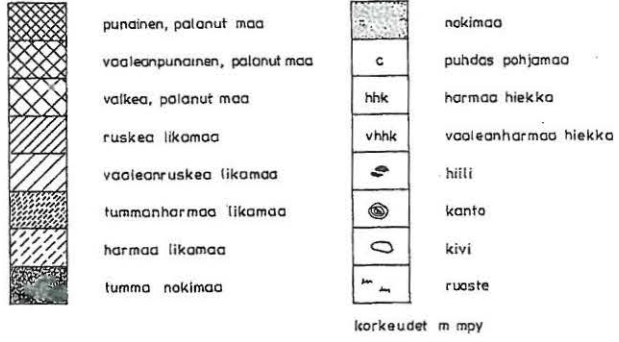 punainen, palanut maa
vaaleanpunainen, palanut maa
valkea, palanut maa
ruskea likamaa
vaaleanruskea likamaa
tummanharmaa likamaa
harmaa likamaa
tumma nokimaa
nokimaa
c puhdas pohjamaa
hhk harmaa hiekka
vhhk vaaleanharmaa hiekka
hiili
kanto
kivi
ruoste
korkeudet m mpy